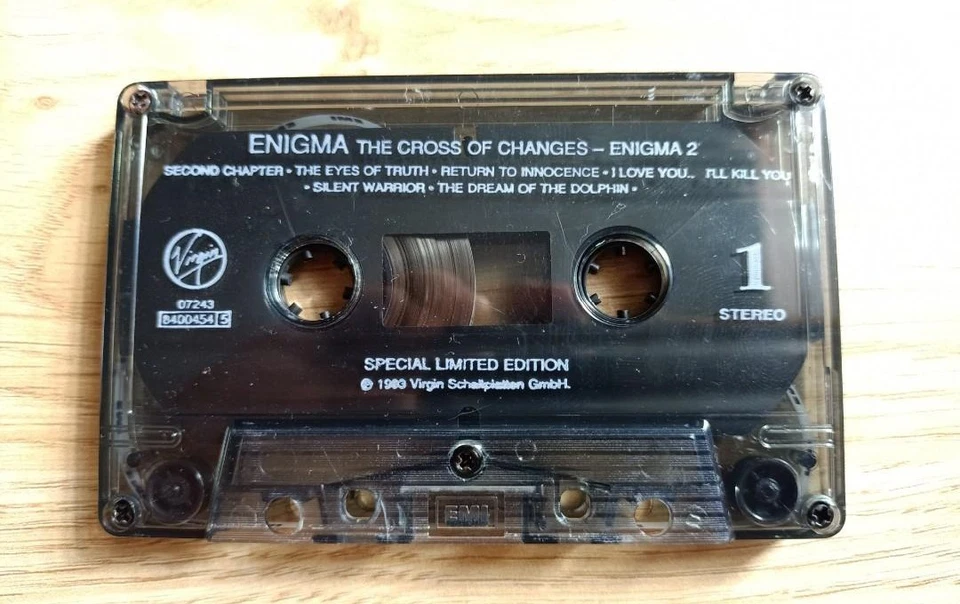 ENIGMA THE CROSS OF CHANGES – ENIGMA 2
SECOND CHAPTER • THE EYES OF TRUTH • RETURN TO INNOCENCE • I LOVE YOU... I'LL KILL YOU
• SILENT WARRIOR • THE DREAM OF THE DOLPHIN •
Virgin
1
07243
8400454 5
STEREO
SPECIAL LIMITED EDITION
℗ 1993 Virgin Schallplatten GmbH.
EMI